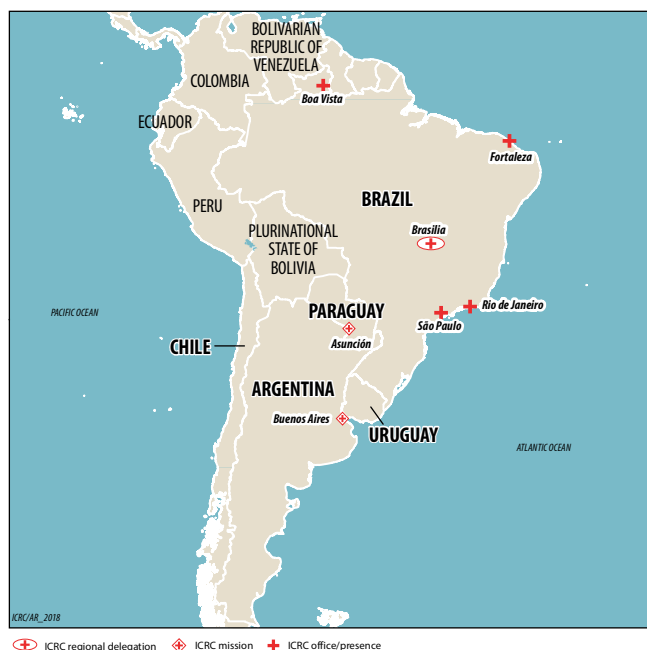 BOLIVARIAN
REPUBLIC OF
VENEZUELA
COLOMBIA
Boa Vista
ECUADOR
Fortaleza
PERU
BRAZIL
PLURINATIONAL
STATE OF
BOLIVIA
Brasília
PACIFIC OCEAN
PARAGUAY
Rio de Janeiro
São Paulo
Asunción
CHILE
ARGENTINA
Buenos Aires
URUGUAY
ATLANTIC OCEAN
ICRC/AR_2018
ICRC regional delegation ICRC mission ICRC office/presence